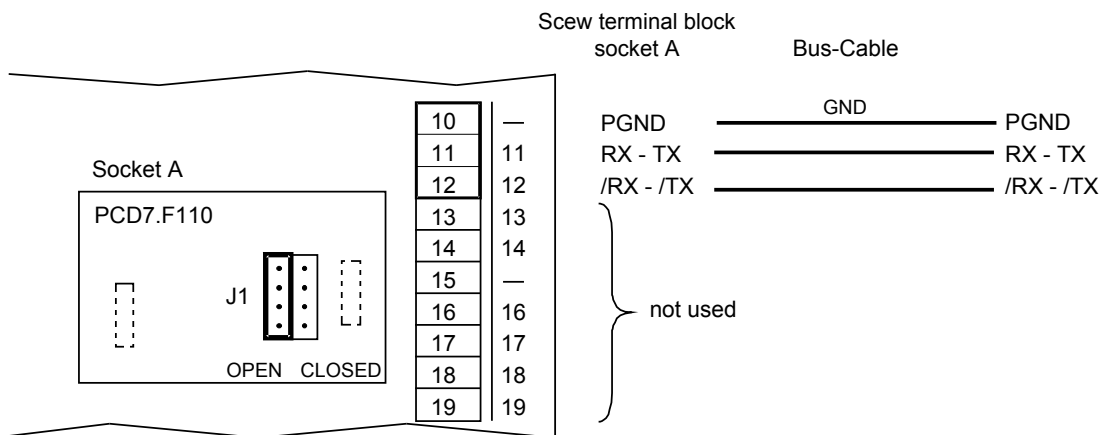 Scew terminal block
socket A Bus-Cable
10 — PGND GND PGND
11 11 RX - TX RX - TX
12 12 /RX - /TX /RX - /TX
Socket A
PCD7.F110
13 13
14 14
15 —
J1
16 16
not used
17 17
OPEN CLOSED
18 18
19 19